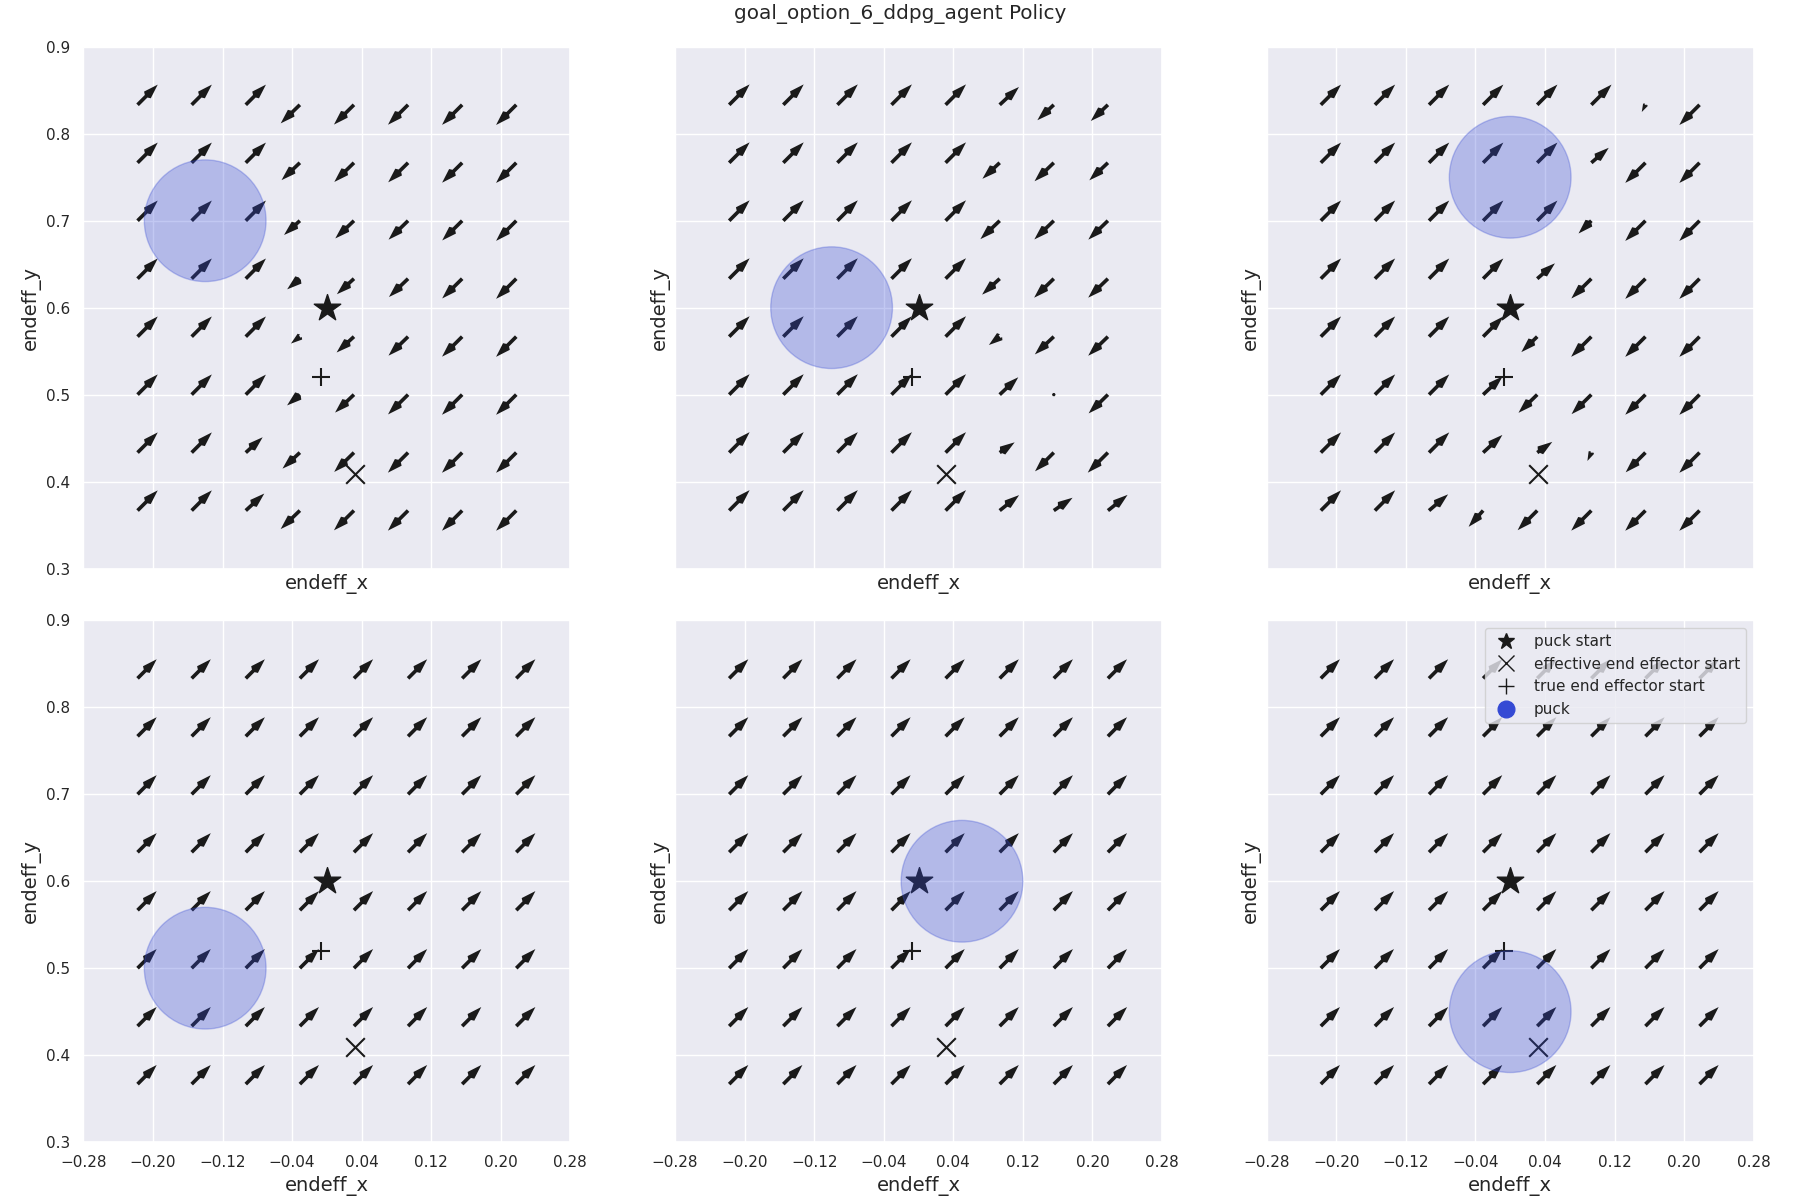 goal_option_6_ddpg_agent Policy
0.9
0.8
0.7
0.6
0.5
0.4
0.3
endeff_y
endeff_x
endeff_y
endeff_x
endeff_y
endeff_x
0.9
0.8
0.7
0.6
0.5
0.4
0.3
endeff_y
−0.28 −0.20 −0.12 −0.04 0.04 0.12 0.20 0.28
endeff_x
endeff_y
−0.28 −0.20 −0.12 −0.04 0.04 0.12 0.20 0.28
endeff_x
puck start
effective end effector start
true end effector start
puck
endeff_y
−0.28 −0.20 −0.12 −0.04 0.04 0.12 0.20 0.28
endeff_x